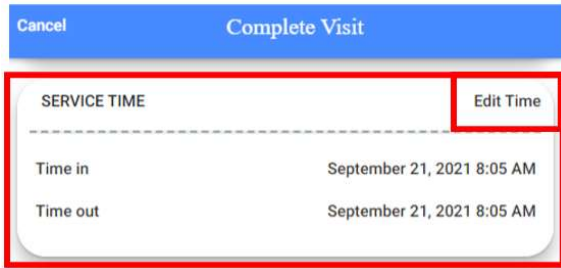 Cancel Complete Visit
SERVICE TIME Edit Time
Time in September 21, 2021 8:05 AM
Time out September 21, 2021 8:05 AM